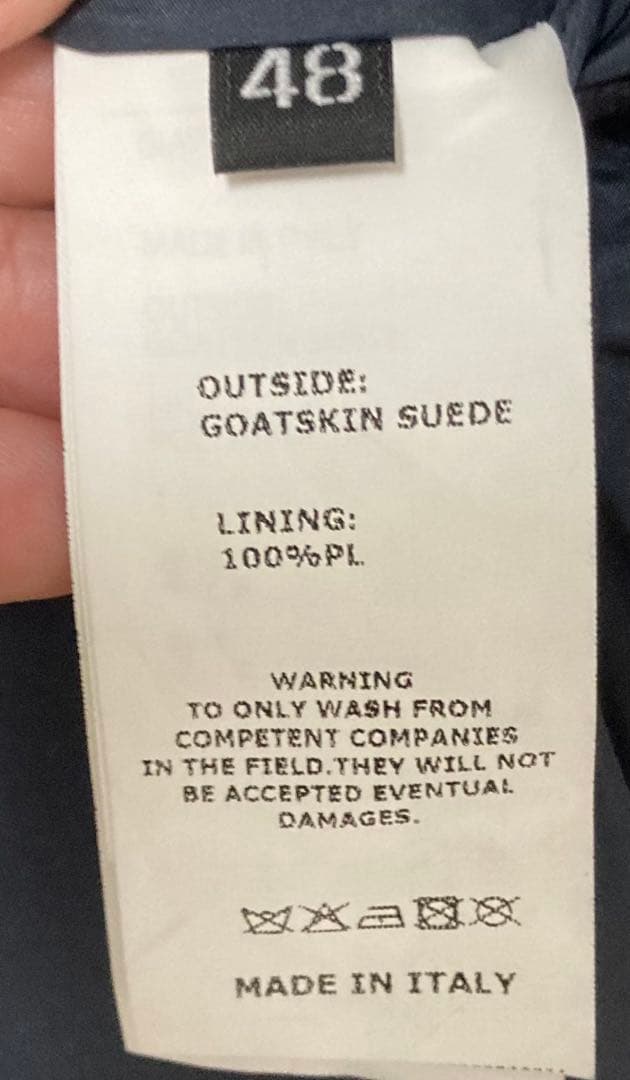 48
OUTSIDE:
GOATSKIN SUEDE
LINING:
100%PL.
WARNING
TO ONLY WASH FROM
COMPETENT COMPANIES
IN THE FIELD.THEY WILL NOT
BE ACCEPTED EVENTUAL
DAMAGES.
MADE IN ITALY